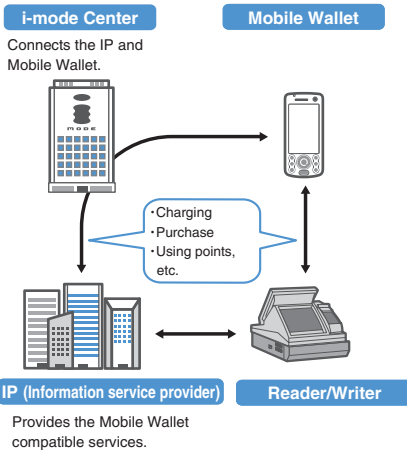 i-mode Center
Mobile Wallet
Connects the IP and
Mobile Wallet.
MODE
・Charging
・Purchase
・Using points,
etc.
IP (Information service provider)
Reader/Writer
Provides the Mobile Wallet
compatible services.